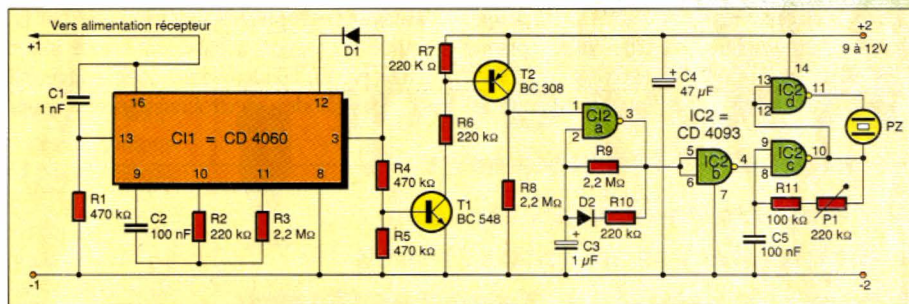 Vers alimentation récepteur
+1
C1
1 nF
16
12
D1
13
CI1 = CD 4060
3
9
10
11
8
R1
470 kΩ
C2
100 nF
R2
220 kΩ
R3
2,2 MΩ
R4
470 kΩ
R5
470 kΩ
R7
220 K Ω
R6
220 kΩ
T1
BC 548
T2
BC 308
R8
2,2 MΩ
1
2
CI2
a
3
R9
2,2 MΩ
D2
R10
220 kΩ
+
C3
1 µF
+
C4
47 µF
IC2 =
CD 4093
5
6
IC2
b
4
7
+2
9 à 12V
14
13
12
IC2
d
11
PZ
9
8
IC2
c
10
R11
100 kΩ
P1
220 kΩ
C5
100 nF
-1
-2